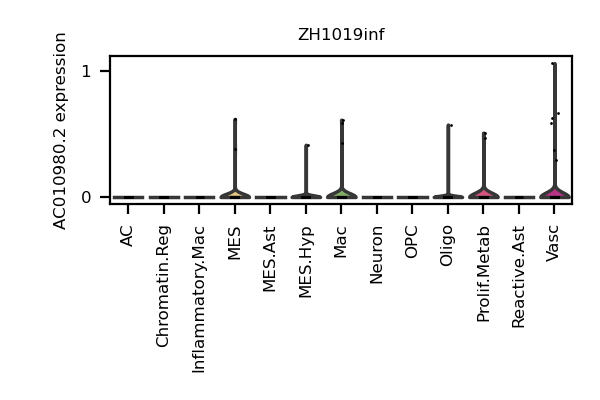 ZH1019inf
AC010980.2 expression
1
0
AC
Chromatin.Reg
Inflammatory.Mac
MES
MES.Ast
MES.Hyp
Mac
Neuron
OPC
Oligo
Prolif.Metab
Reactive.Ast
Vasc